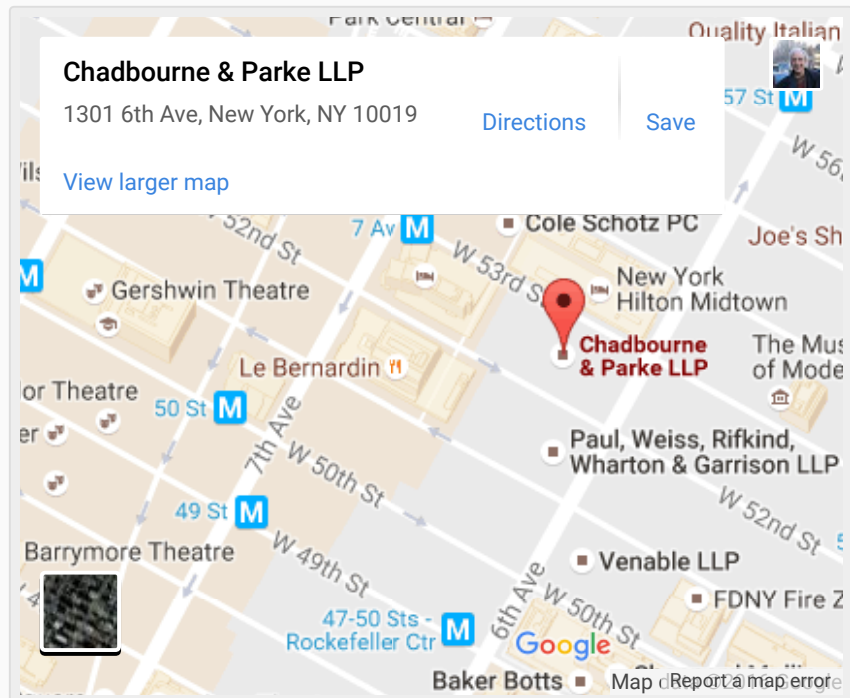 Park Central
Quality Italian
Chadbourne & Parke LLP
1301 6th Ave, New York, NY 10019
Directions
Save
View larger map
57 St M
W 56
W 52nd St
7 Av M
Cole Schotz PC
Joe's Sh
W 53rd S
M
Gershwin Theatre
New York
Hilton Midtown
Chadbourne
& Parke LLP
The Mus
of Mode
Le Bernardin
or Theatre
50 St M
er
7th Ave
Paul, Weiss, Rifkind,
Wharton & Garrison LLP
W 50th St
W 52nd St
49 St M
Barrymore Theatre
W 49th St
Venable LLP
6th Ave
W 50th St
FDNY Fire Z
47-50 Sts -
Rockefeller Ctr M
Google
Baker Botts
Map
Report a map error